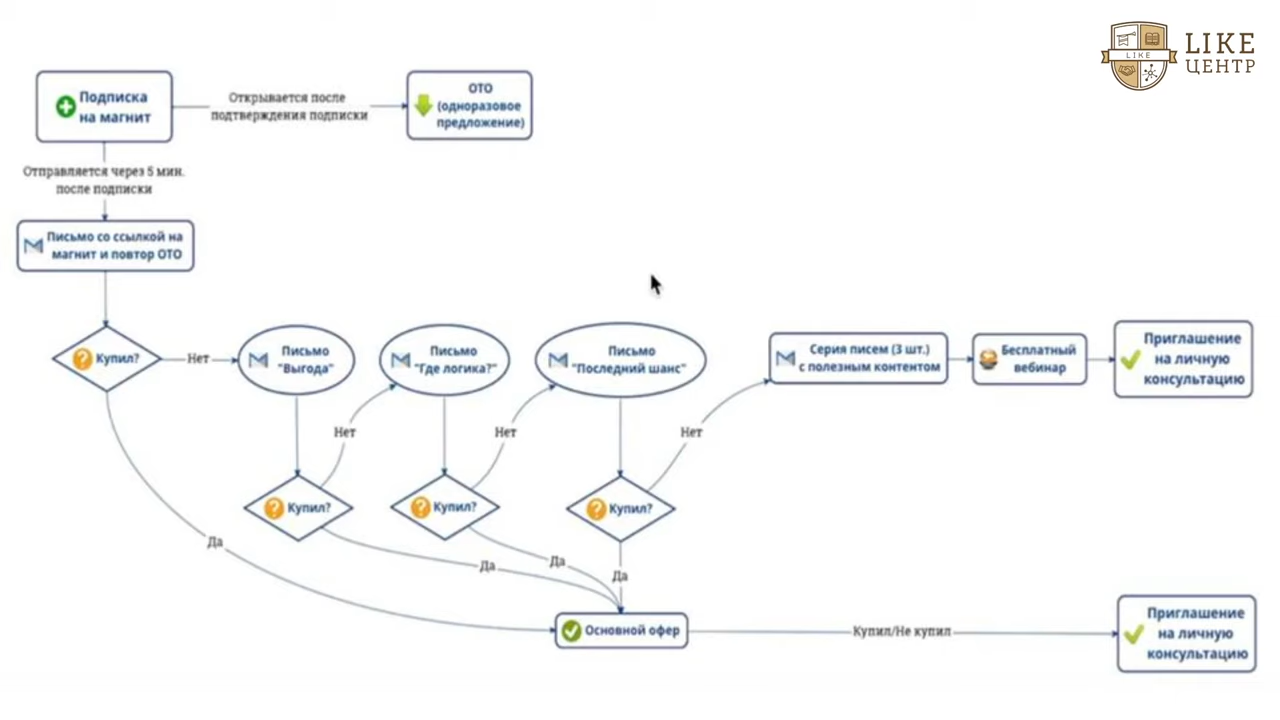 LIKE
ЦЕНТР
LIKE
Подписка
на магнит
Открывается после
подтверждения подписки
ОТО
(одноразовое
предложение)
Отправляется через 5 мин.
после подписки
Письмо со ссылкой на
магнит и повтор ОТО
Купил?
Нет
Письмо
"Выгода"
Письмо
"Где логика?"
Письмо
"Последний шанс"
Серия писем (3 шт.)
с полезным контентом
Бесплатный
вебинар
Приглашение
на личную
консультацию
Нет
Нет
Нет
Купил?
Купил?
Купил?
Да
Да
Да
Да
Основной офер
Купил/Не купил
Приглашение
на личную
консультацию